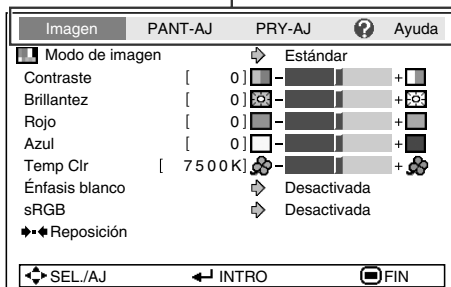 Imagen PANT-AJ PRY-AJ ? Ayuda
Modo de imagen Estándar
Contraste [ 0] - +
Brillantez [ 0] - +
Rojo [ 0] - +
Azul [ 0] - +
Temp Clr [ 7500K] - +
Énfasis blanco Desactivada
sRGB Desactivada
Reposición
SEL./AJ INTRO FIN